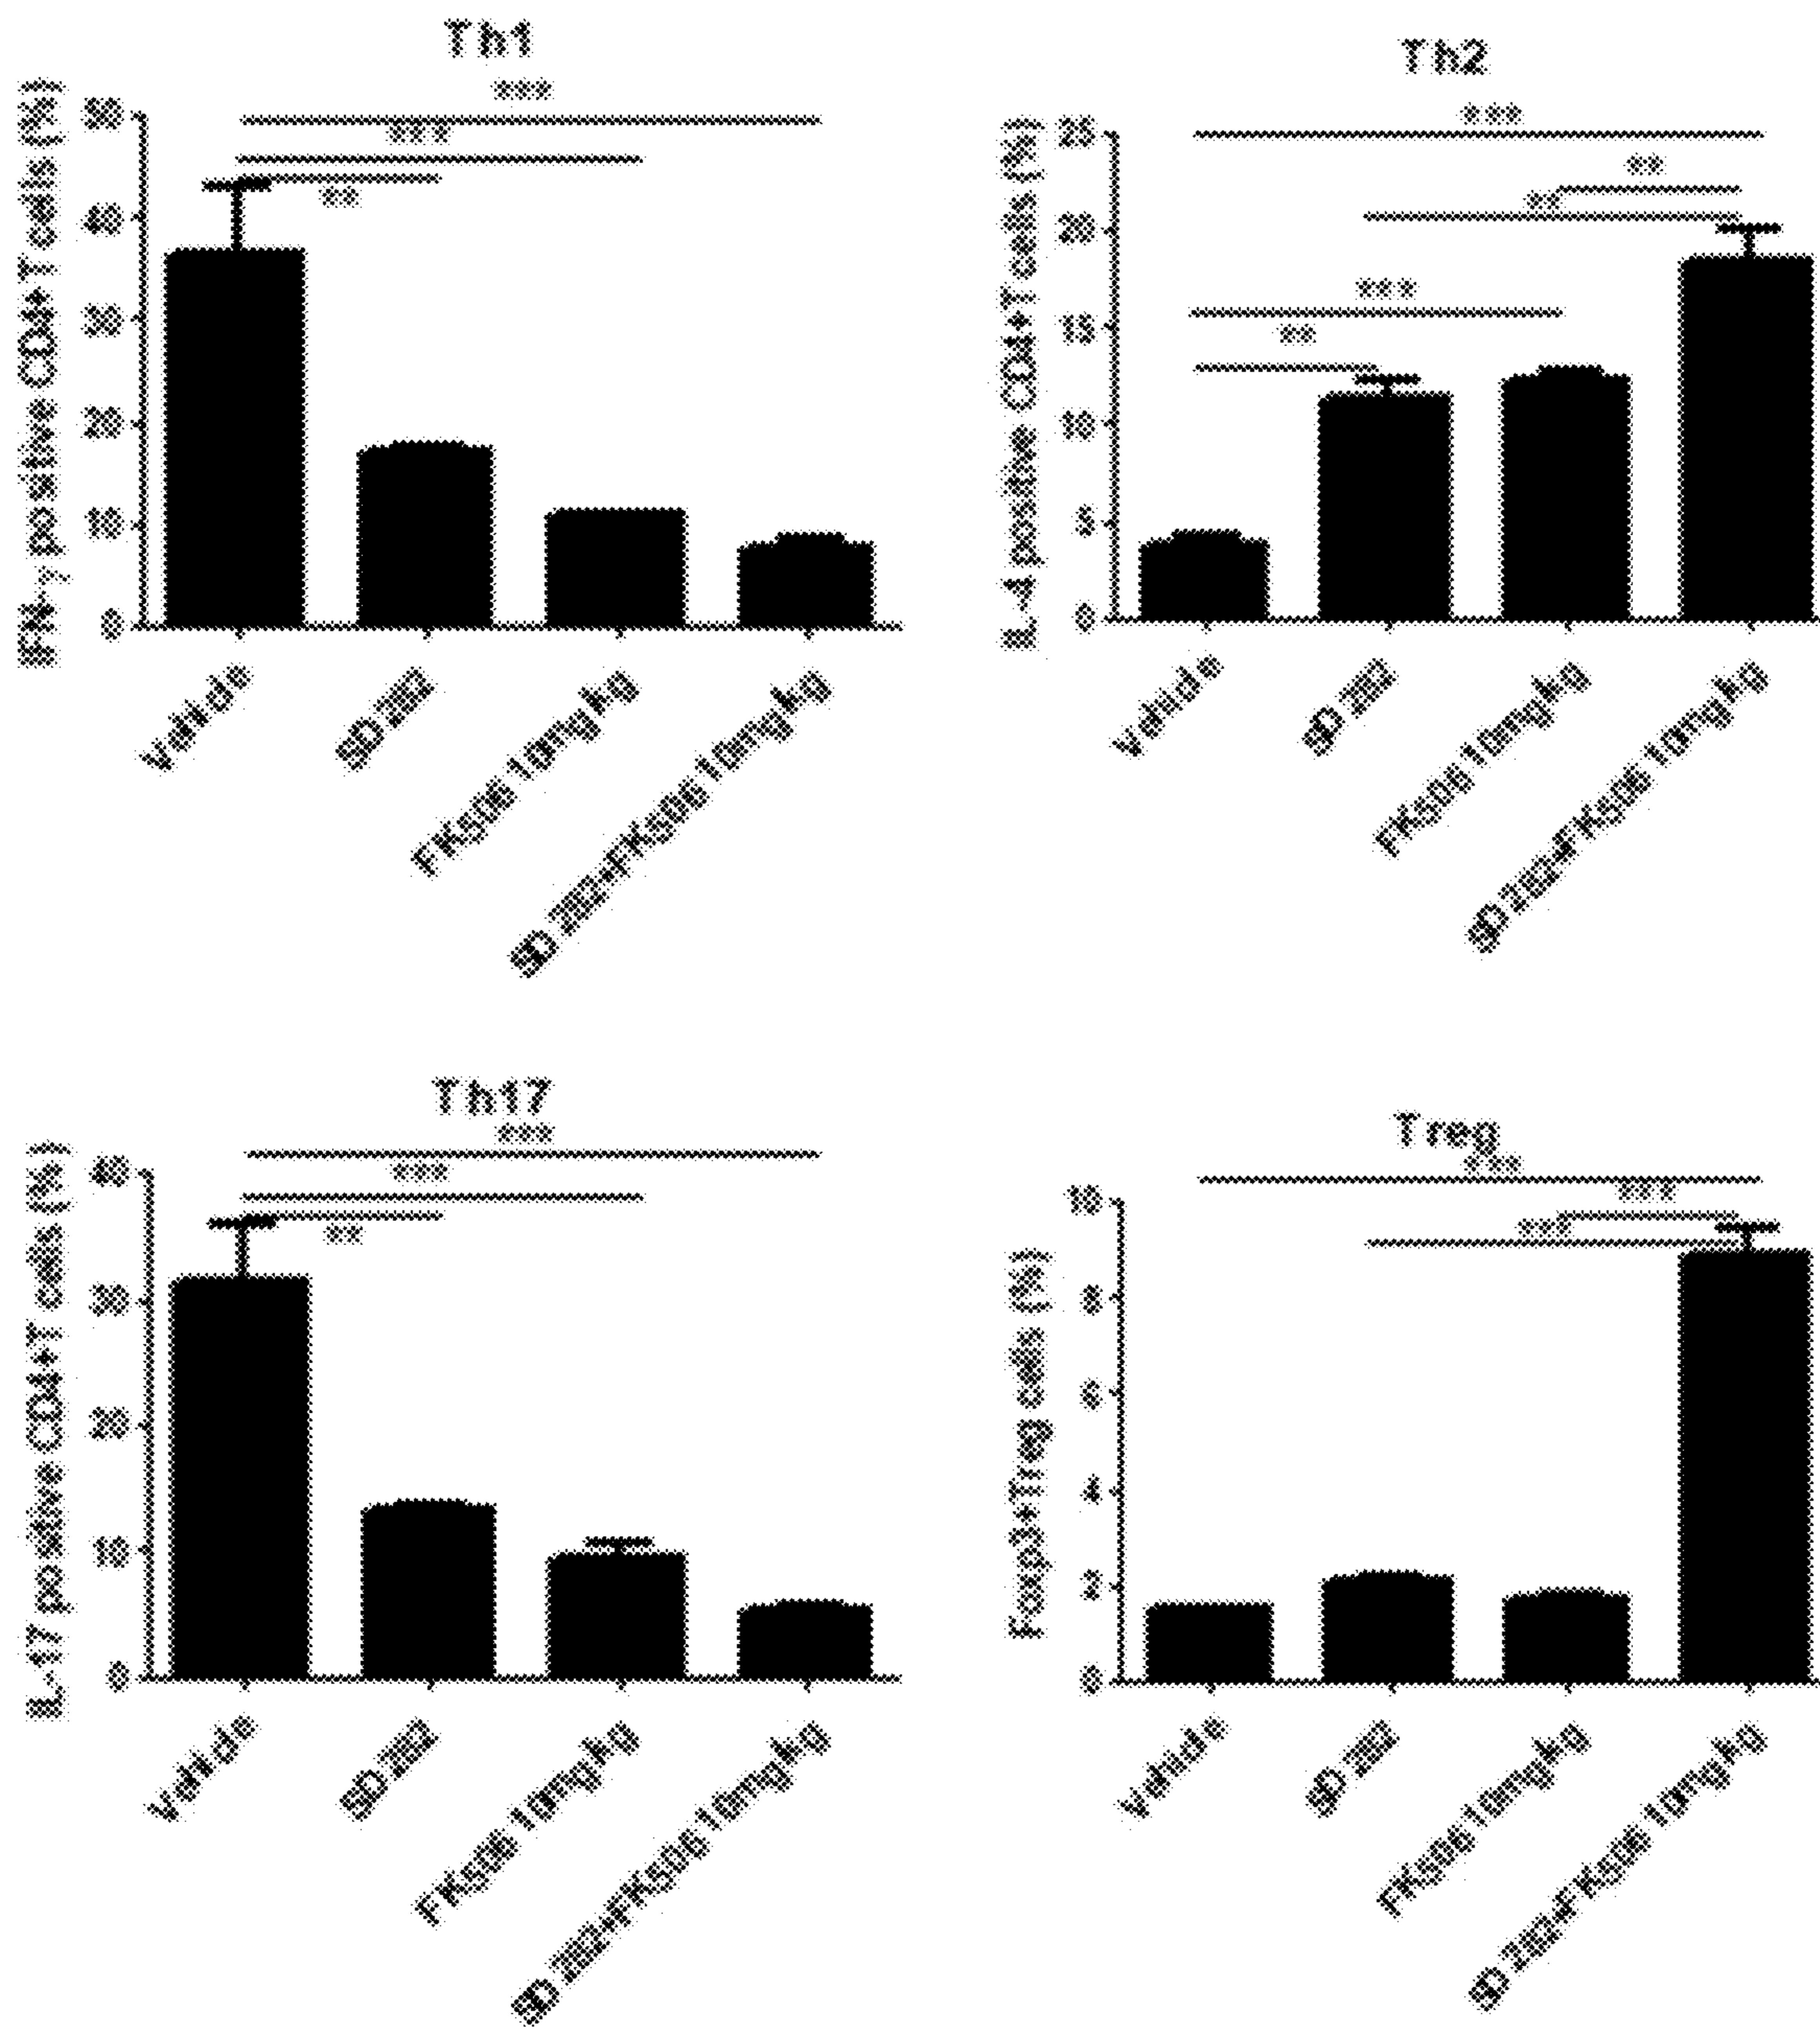 Th1
***
***
**
IFN-γ positive CD4+T cells (%)
50
40
30
20
10
0
Vehicle
SD 282
FK506 10mg/kg
SD 282+FK506 10mg/kg
Th2
***
**
**
***
**
IL-4 positive CD4+T cells (%)
25
20
15
10
5
0
Vehicle
SD 282
FK506 10mg/kg
SD 282+FK506 10mg/kg
Th17
***
***
**
IL-17 positive CD4+T cells (%)
40
30
20
10
0
Vehicle
SD 282
FK506 10mg/kg
SD 282+FK506 10mg/kg
Treg
***
***
***
Foxp3+Treg cells (%)
10
8
6
4
2
0
Vehicle
SD 282
FK506 10mg/kg
SD 282+FK506 10mg/kg